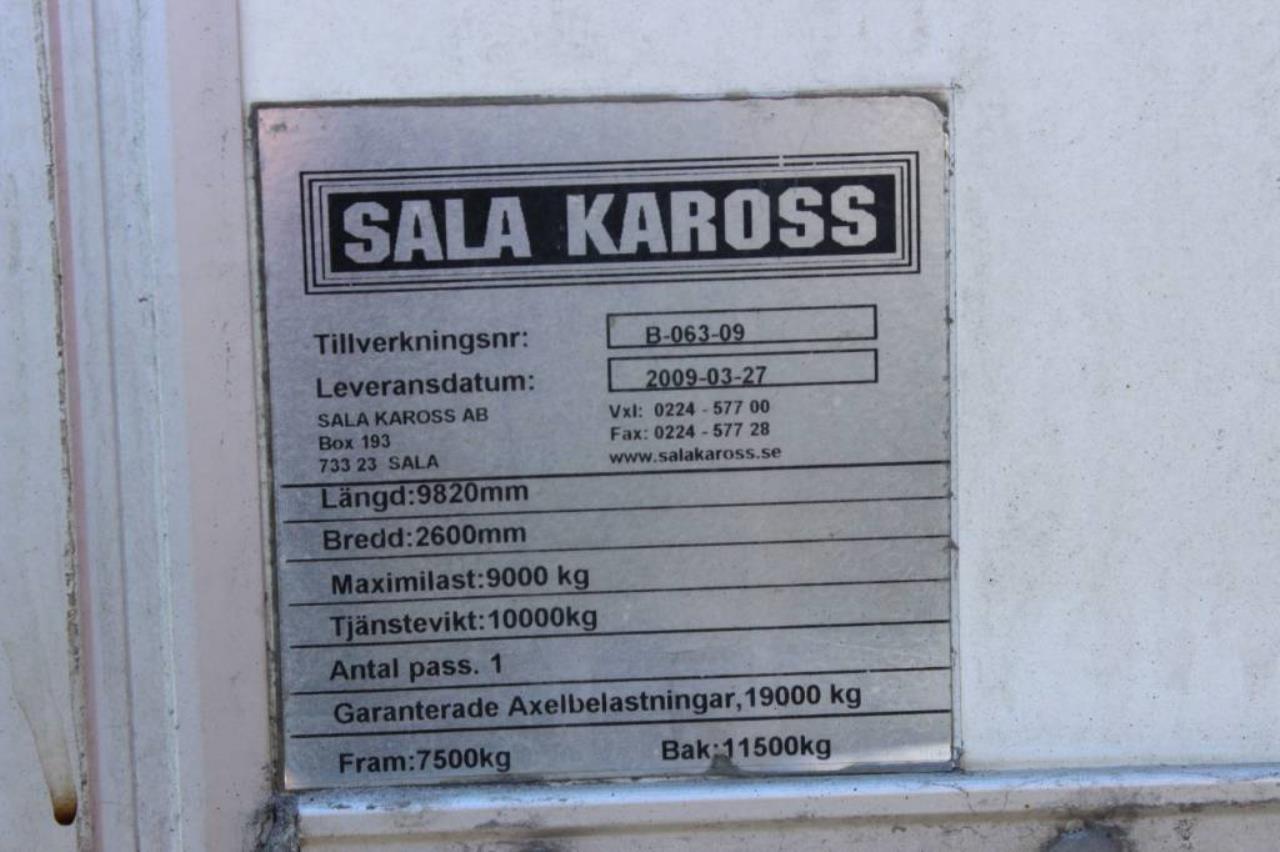 SALA KAROSS
Tillverkningsnr: B-063-09
Leveransdatum: 2009-03-27
SALA KAROSS AB Vxl: 0224 - 577 00
Box 193 Fax: 0224 - 577 28
733 23 SALA www.salakaross.se
Längd:9820mm
Bredd:2600mm
Maximilast:9000 kg
Tjänstevikt:10000kg
Antal pass. 1
Garanterade Axelbelastningar,19000 kg
Fram:7500kg Bak:11500kg